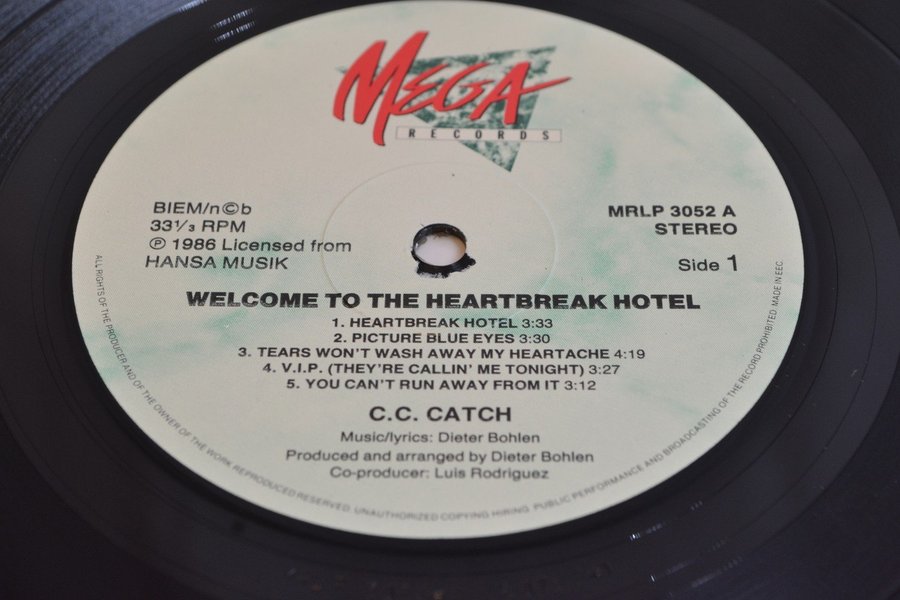 MEGA
RECORDS
BIEM/n©b
33⅓ RPM
℗ 1986 Licensed from
HANSA MUSIK
MRLP 3052 A
STEREO
Side 1
WELCOME TO THE HEARTBREAK HOTEL
1. HEARTBREAK HOTEL 3:33
2. PICTURE BLUE EYES 3:30
3. TEARS WON'T WASH AWAY MY HEARTACHE 4:19
4. V.I.P. (THEY'RE CALLIN' ME TONIGHT) 3:27
5. YOU CAN'T RUN AWAY FROM IT 3:12
C.C. CATCH
Music/lyrics: Dieter Bohlen
Produced and arranged by Dieter Bohlen
Co-producer: Luis Rodriguez
ALL RIGHTS OF THE PRODUCER AND OF THE OWNER OF THE WORK REPRODUCED RESERVED. UNAUTHORIZED COPYING HIRING PUBLIC PERFORMANCE AND BROADCASTING OF THE RECORD PROHIBITED. MADE IN EEC.